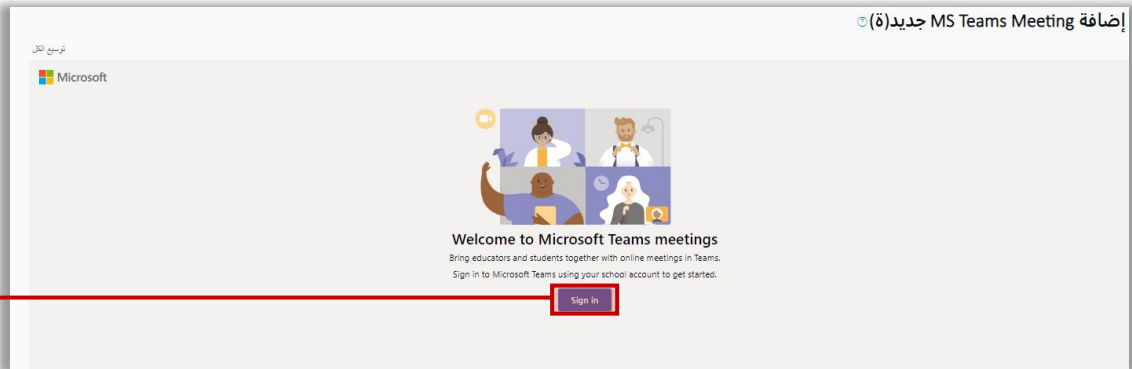 إضافة MS Teams Meeting جديد(ة)
توسيع الكل
Microsoft
Welcome to Microsoft Teams meetings
Bring educators and students together with online meetings in Teams.
Sign in to Microsoft Teams using your school account to get started.
Sign in